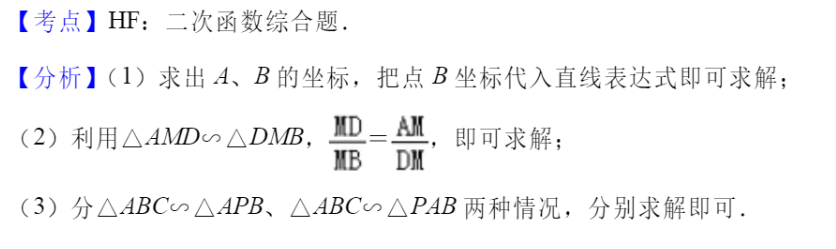 【考点】HF：二次函数综合题．
【分析】（1）求出 A、B 的坐标，把点 B 坐标代入直线表达式即可求解；
（2）利用△AMD∽△DMB，MD/MB=AM/DM，即可求解；
（3）分△ABC∽△APB、△ABC∽△PAB 两种情况，分别求解即可．